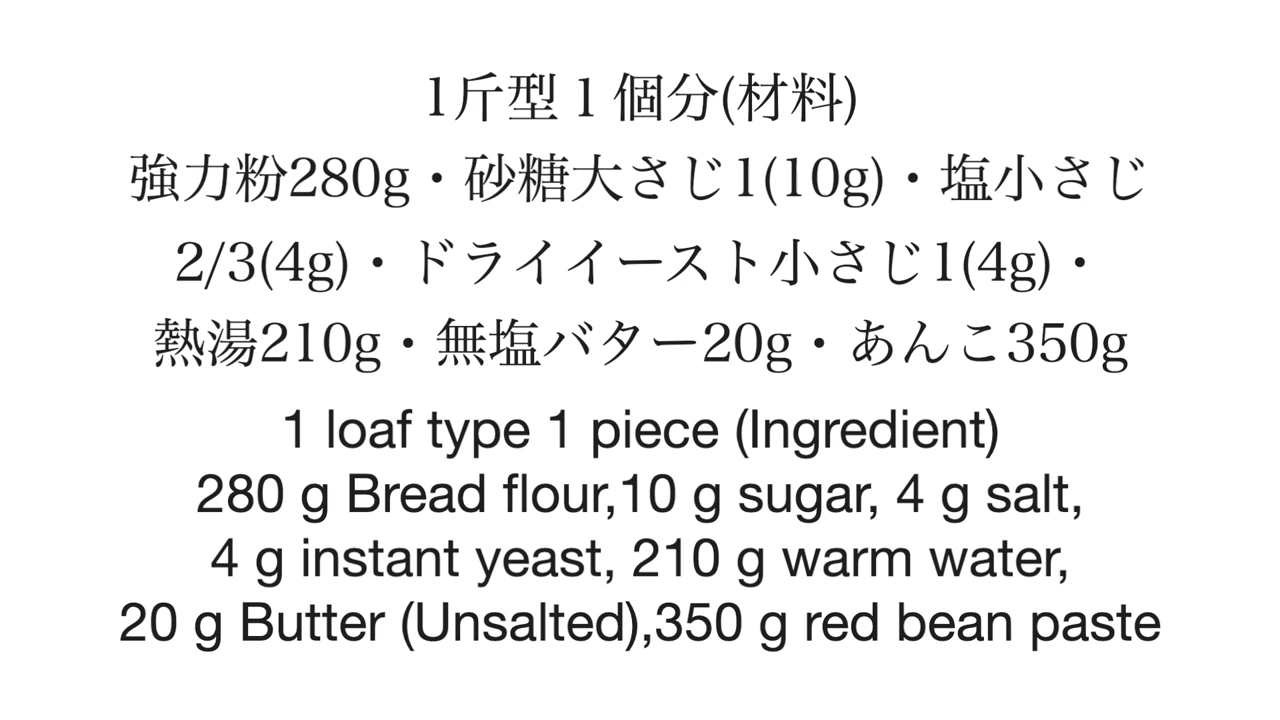 1斤型１個分(材料)
強力粉280g・砂糖大さじ1(10g)・塩小さじ
2/3(4g)・ドライイースト小さじ1(4g)・
熱湯210g・無塩バター20g・あんこ350g
1 loaf type 1 piece (Ingredient)
280 g Bread flour,10 g sugar, 4 g salt,
4 g instant yeast, 210 g warm water,
20 g Butter (Unsalted),350 g red bean paste